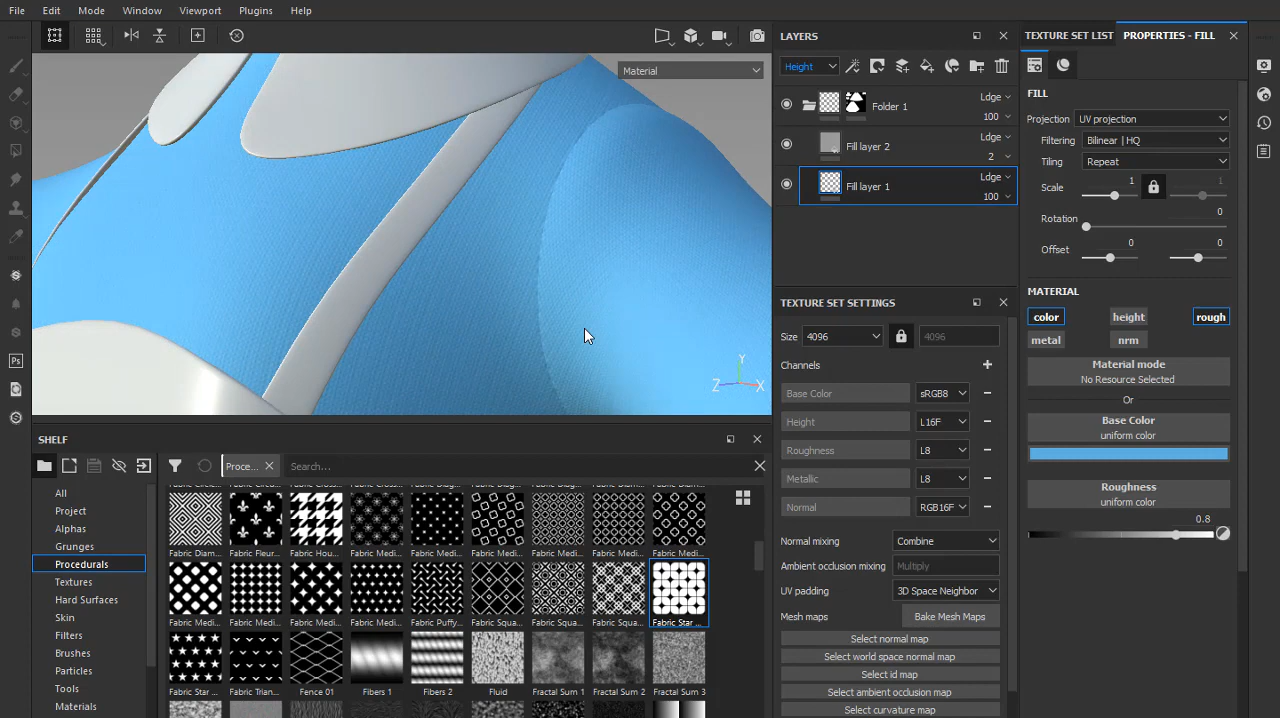 File Edit Mode Window Viewport Plugins Help
Material
Z Y X
SHELF
Proce...
Search...
All
Project
Alphas
Grunges
Procedurals
Textures
Hard Surfaces
Skin
Filters
Brushes
Particles
Tools
Materials
Fabric Diam... Fabric Fleur... Fabric Hou... Fabric Medi... Fabric Medi... Fabric Medi... Fabric Medi... Fabric Medi... Fabric Medi...
Fabric Medi... Fabric Medi... Fabric Medi... Fabric Medi... Fabric Puffy... Fabric Squa... Fabric Squa... Fabric Squa... Fabric Star ...
Fabric Star ... Fabric Trian... Fence 01 Fibers 1 Fibers 2 Fluid Fractal Sum 1 Fractal Sum 2 Fractal Sum 3
LAYERS
Height
Folder 1 Ldge
100
Fill layer 2 Ldge
2
Fill layer 1 Ldge
100
TEXTURE SET SETTINGS
Size 4096 4096
Channels
Base Color sRGB8
Height L16F
Roughness L8
Metallic L8
Normal RGB16F
Normal mixing Combine
Ambient occlusion mixing Multiply
UV padding 3D Space Neighbor
Mesh maps Bake Mesh Maps
Select normal map
Select world space normal map
Select id map
Select ambient occlusion map
Select curvature map
TEXTURE SET LIST PROPERTIES - FILL
FILL
Projection UV projection
Filtering Bilinear | HQ
Tiling Repeat
Scale 1 1
Rotation 0
Offset 0 0
MATERIAL
color height rough
metal nrm
Material mode
No Resource Selected
Or
Base Color
uniform color
Roughness
uniform color
0.8
Ps